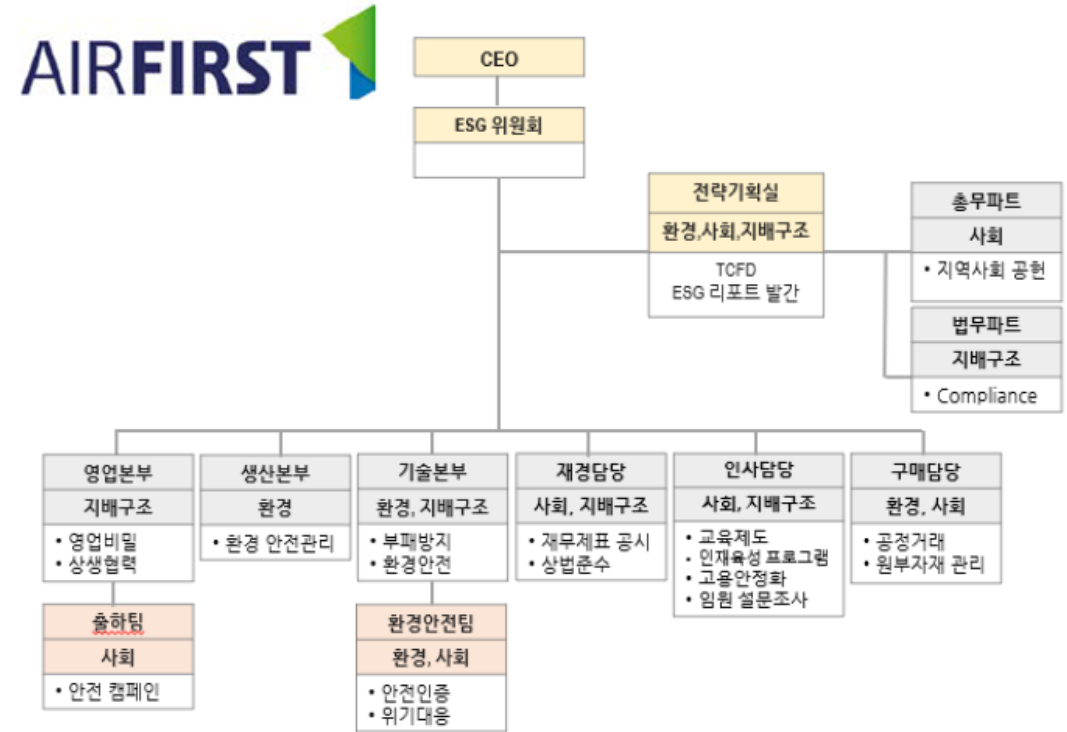 AIRFIRST
CEO
ESG 위원회
전략기획실
환경,사회,지배구조
TCFD
ESG 리포트 발간
총무파트
사회
• 지역사회 공헌
법무파트
지배구조
• Compliance
영업본부
지배구조
• 영업비밀
• 상생협력
생산본부
환경
• 환경 안전관리
기술본부
환경, 지배구조
• 부패방지
• 환경안전
재경담당
사회, 지배구조
• 재무제표 공시
• 상법준수
인사담당
사회, 지배구조
• 교육제도
• 인재육성 프로그램
• 고용안정화
• 임원 설문조사
구매담당
환경, 사회
• 공정거래
• 원부자재 관리
출하팀
사회
• 안전 캠페인
환경안전팀
환경, 사회
• 안전인증
• 위기대응